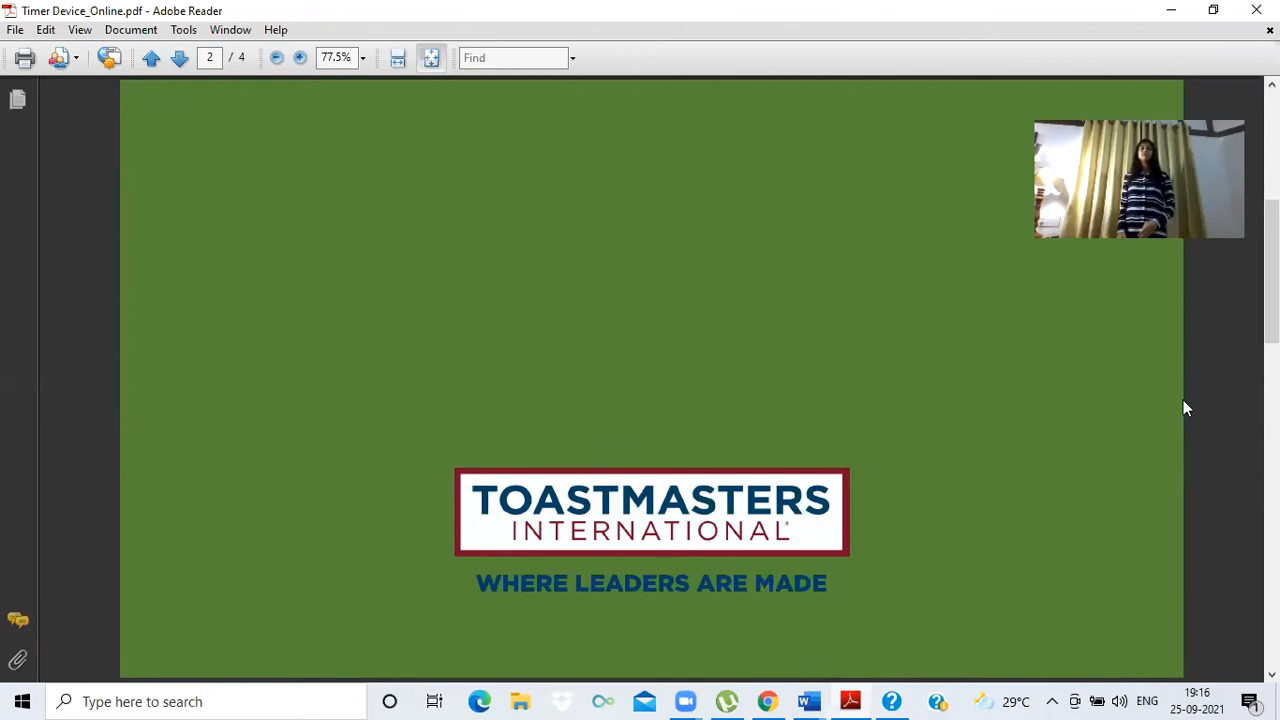 Timer Device_Online.pdf - Adobe Reader
File Edit View Document Tools Window Help
2 / 4 77.5% Find
TOASTMASTERS
INTERNATIONAL®
WHERE LEADERS ARE MADE
Type here to search
29°C ENG 19:16
25-09-2021
1